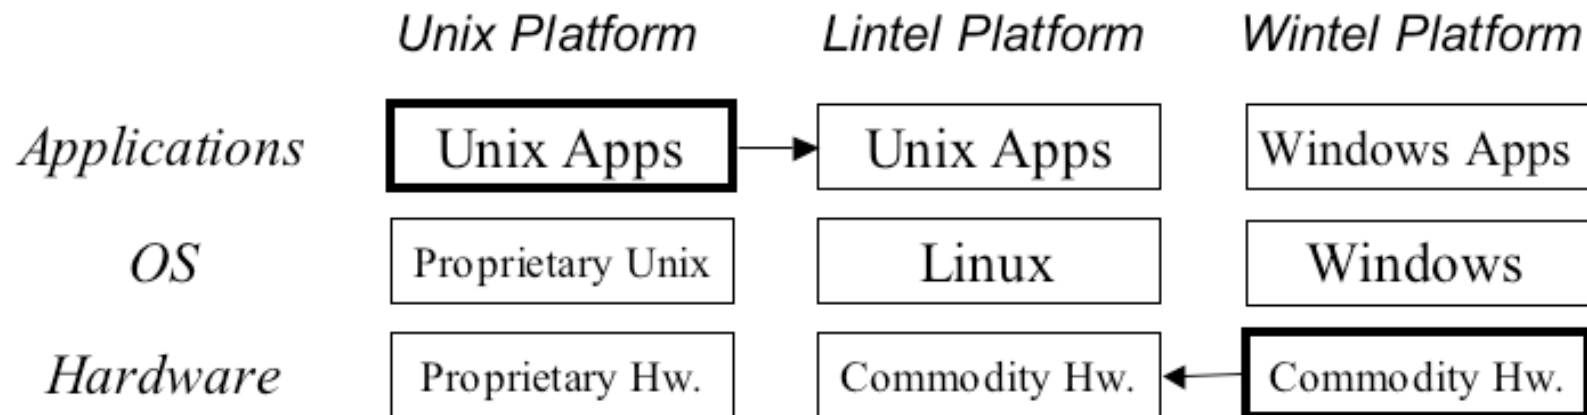 Unix Platform Lintel Platform Wintel Platform
Applications Unix Apps Unix Apps Windows Apps
OS Proprietary Unix Linux Windows
Hardware Proprietary Hw. Commodity Hw. Commodity Hw.